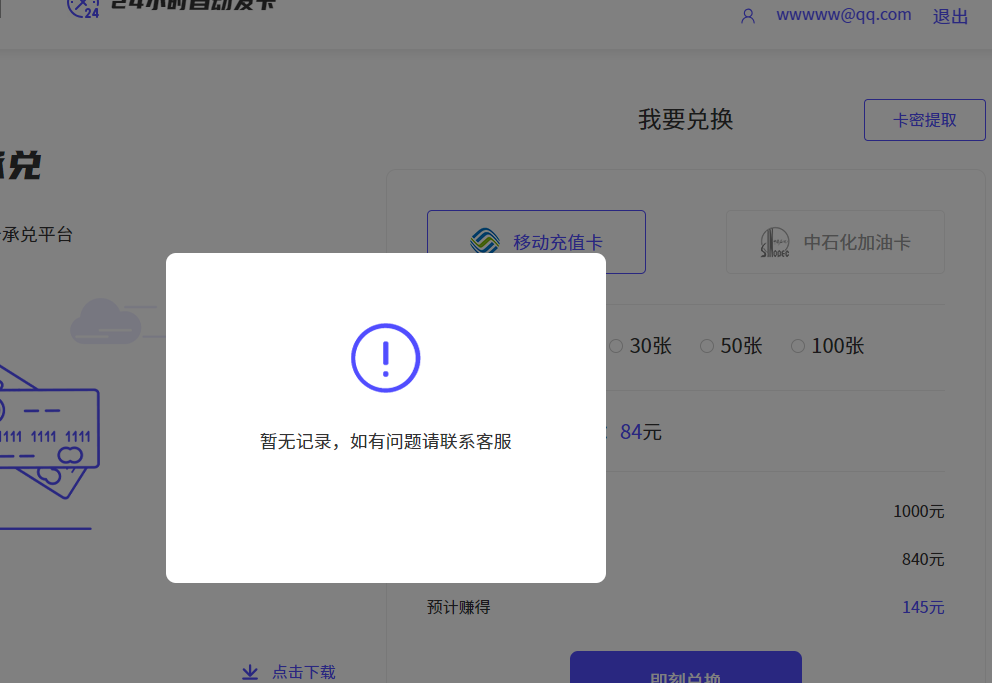 24小时自动发卡
wwwww@qq.com
退出
我要兑换
卡密提取
承兑
承兑平台
移动充值卡
SINOPEC
中石化加油卡
30张
50张
100张
84元
1111 1111 1111
暂无记录，如有问题请联系客服
1000元
840元
预计赚得
145元
点击下载
即刻兑换